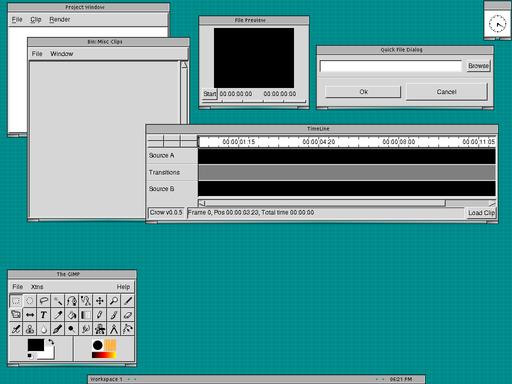 Project Window
File Clip Render
Bin: Misc Clips
File Window
File Preview
Start 00:00:00:00 00:00:00:00
Quick File Dialog
Browse
Ok Cancel
TimeLine
00:00:01:15 00:00:04:20 00:00:08:00 00:00:11:05
Source A
Transitions
Source B
Crow v0.0.5 Frame 0, Pos 00:00:03:23, Total time 00:00:00 Load Clip
The GIMP
File Xtns Help
Workspace 1 06:21 PM